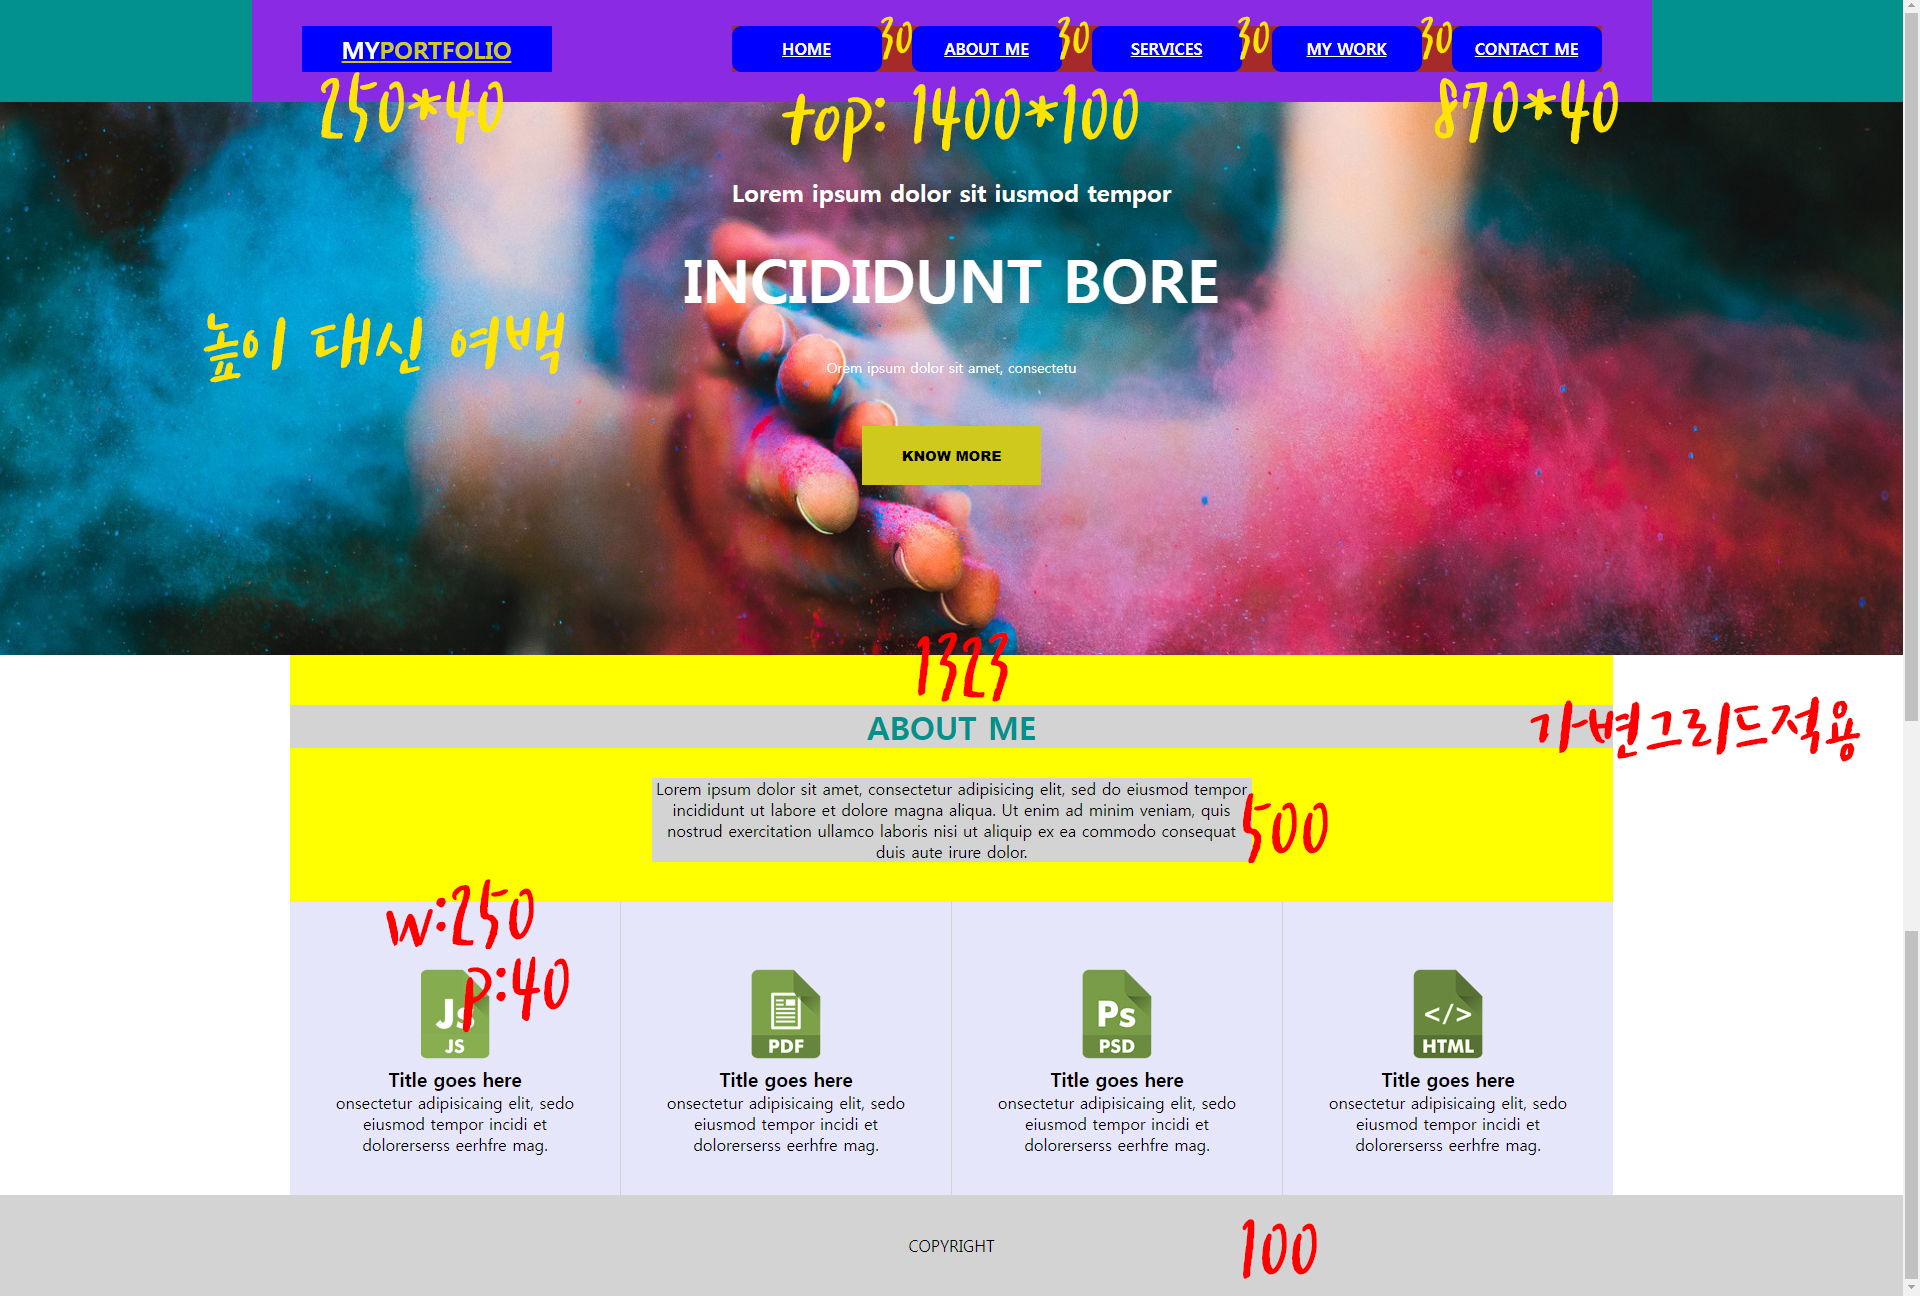 MYPORTFOLIO
HOME 30 ABOUT ME 30 SERVICES 30 MY WORK 30 CONTACT ME
250*40
top: 1400*100
870*40
Lorem ipsum dolor sit iusmod tempor
INCIDIDUNT BORE
높이 대신 여백
Orem ipsum dolor sit amet, consectetu
KNOW MORE
1323
ABOUT ME
가변그리드적용
Lorem ipsum dolor sit amet, consectetur adipisicing elit, sed do eiusmod tempor
incididunt ut labore et dolore magna aliqua. Ut enim ad minim veniam, quis
nostrud exercitation ullamco laboris nisi ut aliquip ex ea commodo consequat
duis aute irure dolor.
500
w:250
p:40
Js
JS
Title goes here
onsectetur adipisicaing elit, sedo
eiusmod tempor incidi et
dolorerserss eerhfre mag.
PDF
Title goes here
onsectetur adipisicaing elit, sedo
eiusmod tempor incidi et
dolorerserss eerhfre mag.
Ps
PSD
Title goes here
onsectetur adipisicaing elit, sedo
eiusmod tempor incidi et
dolorerserss eerhfre mag.
</>
HTML
Title goes here
onsectetur adipisicaing elit, sedo
eiusmod tempor incidi et
dolorerserss eerhfre mag.
COPYRIGHT
100